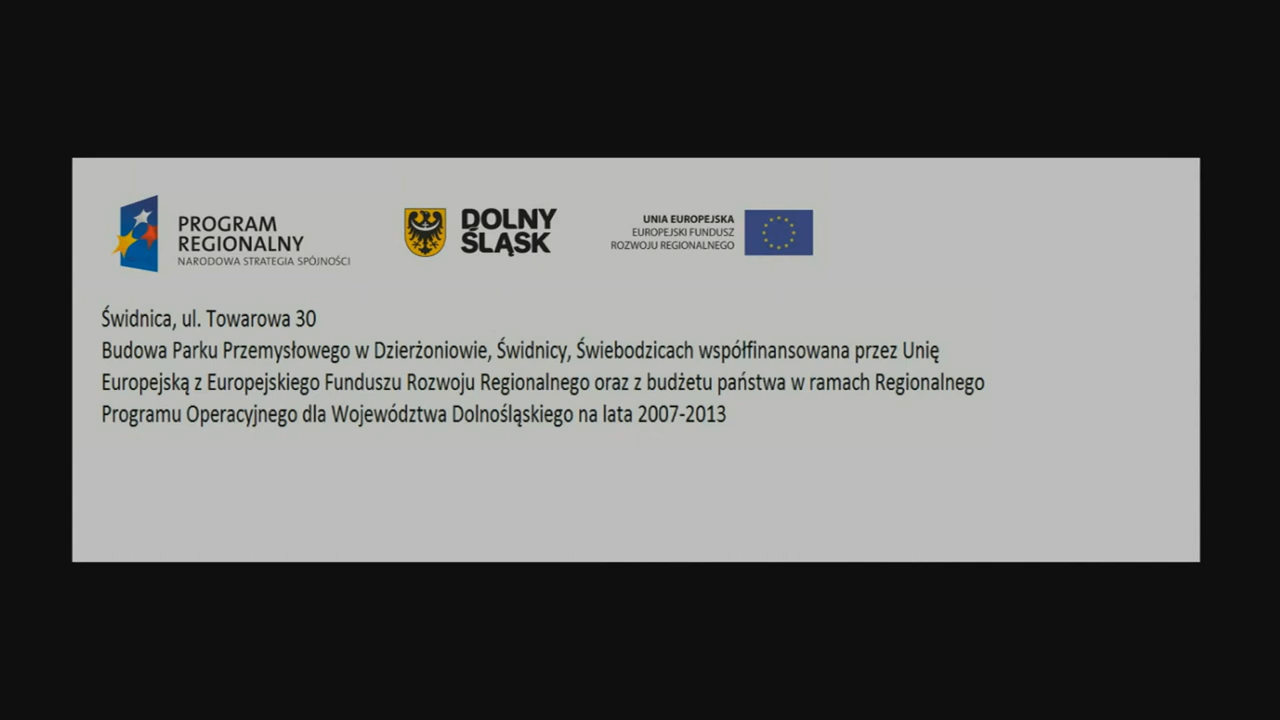 PROGRAM
REGIONALNY
NARODOWA STRATEGIA SPÓJNOŚCI
DOLNY
ŚLĄSK
UNIA EUROPEJSKA
EUROPEJSKI FUNDUSZ
ROZWOJU REGIONALNEGO
Świdnica, ul. Towarowa 30
Budowa Parku Przemysłowego w Dzierżoniowie, Świdnicy, Świebodzicach współfinansowana przez Unię
Europejską z Europejskiego Funduszu Rozwoju Regionalnego oraz z budżetu państwa w ramach Regionalnego
Programu Operacyjnego dla Województwa Dolnośląskiego na lata 2007-2013